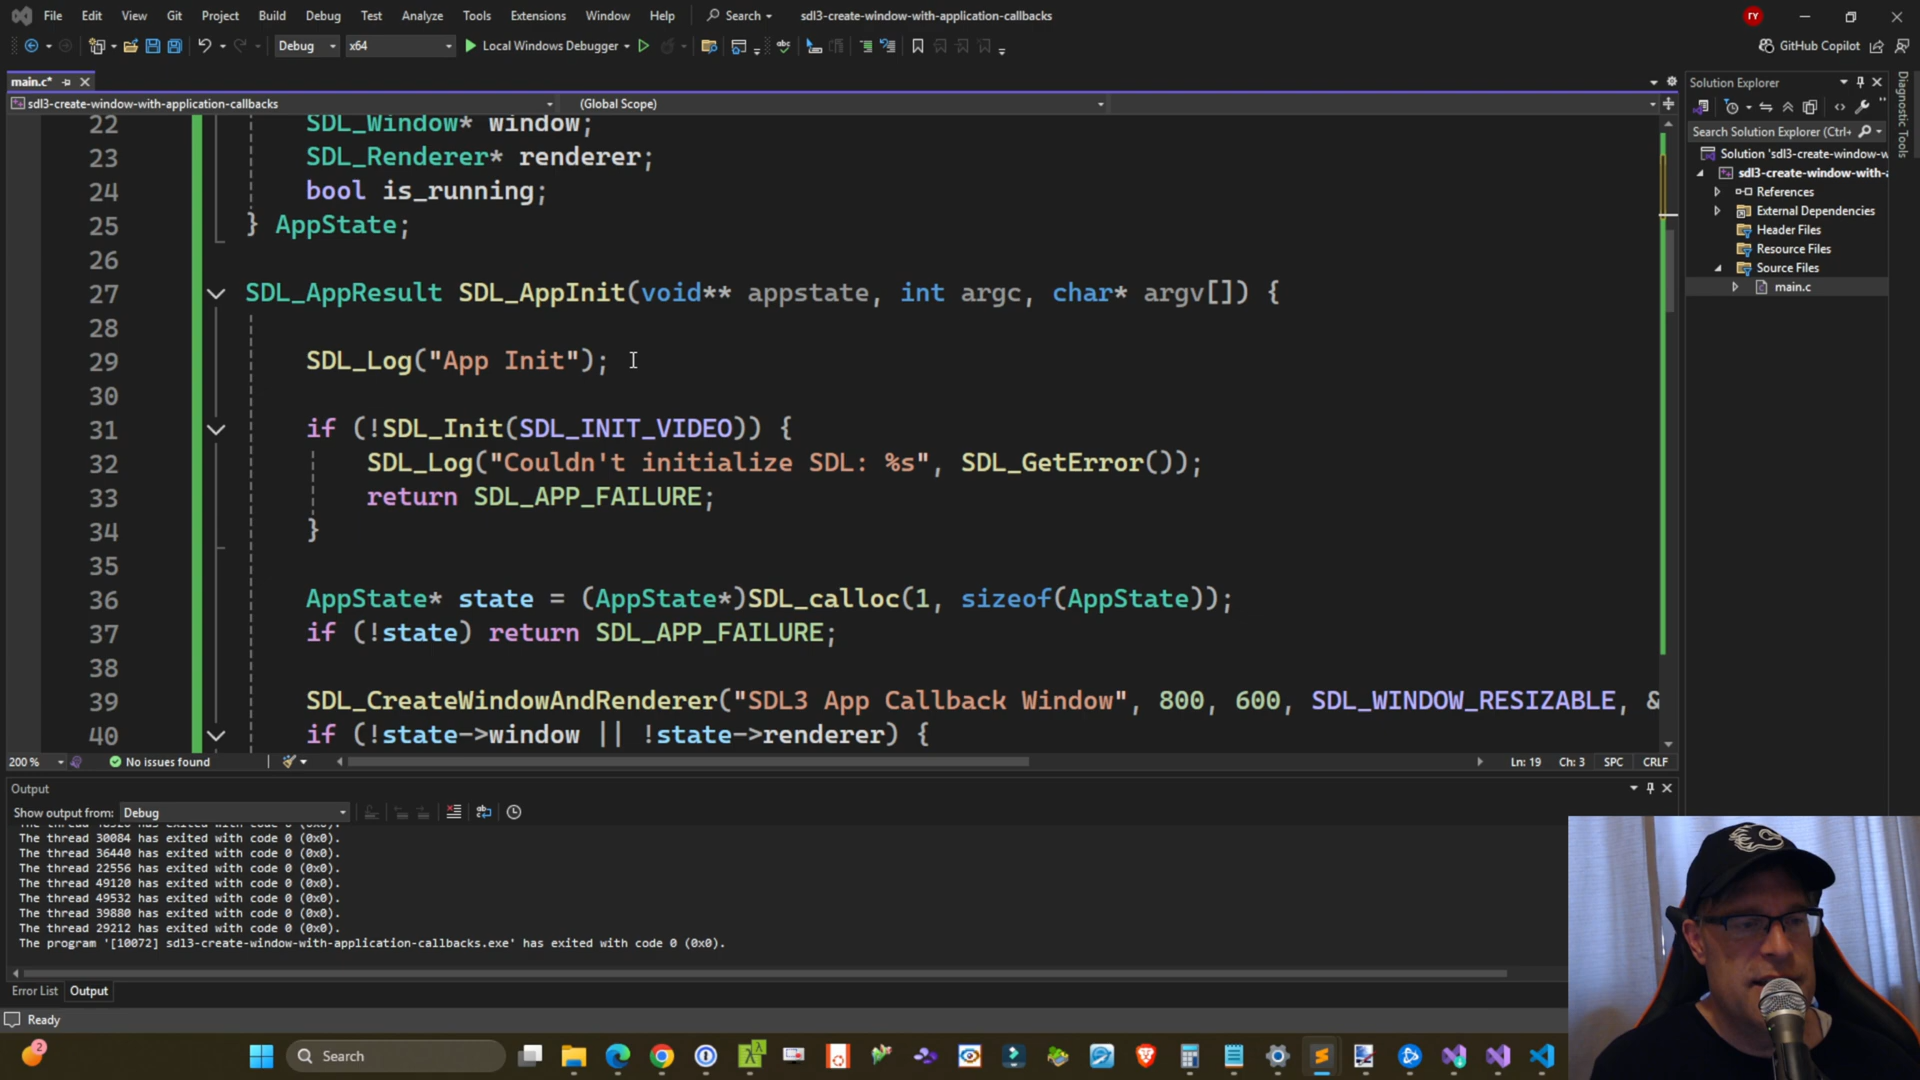 File Edit View Git Project Build Debug Test Analyze Tools Extensions Window Help Search sdl3-create-window-with-application-callbacks RY
Debug x64 Local Windows Debugger GitHub Copilot
main.c*
sdl3-create-window-with-application-callbacks (Global Scope)
22 SDL_Window* window;
23 SDL_Renderer* renderer;
24 bool is_running;
25 } AppState;
26
27 SDL_AppResult SDL_AppInit(void** appstate, int argc, char* argv[]) {
28
29 SDL_Log("App Init");
30
31 if (!SDL_Init(SDL_INIT_VIDEO)) {
32 SDL_Log("Couldn't initialize SDL: %s", SDL_GetError());
33 return SDL_APP_FAILURE;
34 }
35
36 AppState* state = (AppState*)SDL_calloc(1, sizeof(AppState));
37 if (!state) return SDL_APP_FAILURE;
38
39 SDL_CreateWindowAndRenderer("SDL3 App Callback Window", 800, 600, SDL_WINDOW_RESIZABLE, &
40 if (!state->window || !state->renderer) {
200 % No issues found Ln: 19 Ch: 3 SPC CRLF
Solution Explorer
Search Solution Explorer (Ctrl+
Solution 'sdl3-create-window-w
sdl3-create-window-with-
References
External Dependencies
Header Files
Resource Files
Source Files
main.c
Diagnostic Tools
Output
Show output from: Debug
The thread 30084 has exited with code 0 (0x0).
The thread 36440 has exited with code 0 (0x0).
The thread 22556 has exited with code 0 (0x0).
The thread 49120 has exited with code 0 (0x0).
The thread 49532 has exited with code 0 (0x0).
The thread 39880 has exited with code 0 (0x0).
The thread 29212 has exited with code 0 (0x0).
The program '[10072] sdl3-create-window-with-application-callbacks.exe' has exited with code 0 (0x0).
Error List Output
Ready
2 Search